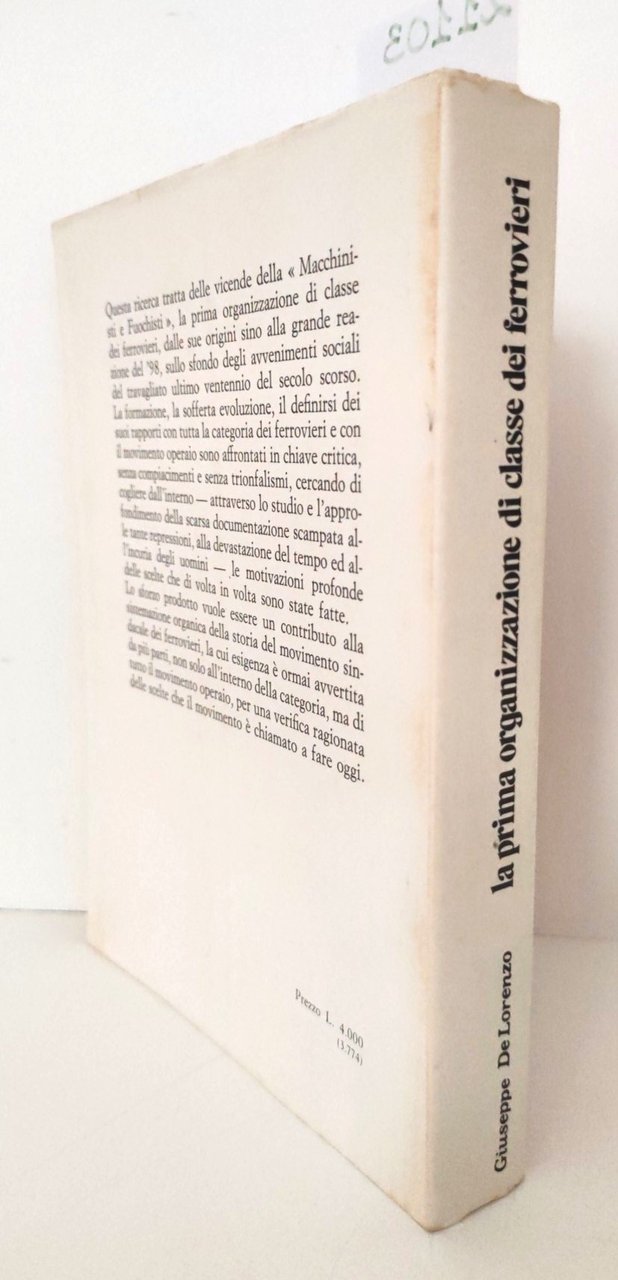 Questa ricerca tratta delle vicende della « Macchini-
sti e Fuochisti », la prima organizzazione di classe
dei ferrovieri, dalle sue origini sino alla grande rea-
zione del '98, sullo sfondo degli avvenimenti sociali
del travagliato ultimo ventennio del secolo scorso.
La formazione, la sofferta evoluzione, il definirsi dei
suoi rapporti con tutta la categoria dei ferrovieri e con
il movimento operaio sono affrontati in chiave critica,
senza compiacimenti e senza trionfalismi, cercando di
cogliere dall'interno — attraverso lo studio e l'appro-
fondimento della scarsa documentazione scampata al-
le tante repressioni, alla devastazione del tempo ed al-
l'incuria degli uomini — le motivazioni profonde
delle scelte che di volta in volta sono state fatte.
Lo sforzo prodotto vuole essere un contributo alla
sistemazione organica della storia del movimento sin-
dacale dei ferrovieri, la cui esigenza è ormai avvertita
da più parti, non solo all'interno della categoria, ma di
tutto il movimento operaio, per una verifica ragionata
delle scelte che il movimento è chiamato a fare oggi.
Prezzo L. 4.000
(3.774)
Giuseppe De Lorenzo
la prima organizzazione di classe dei ferrovieri